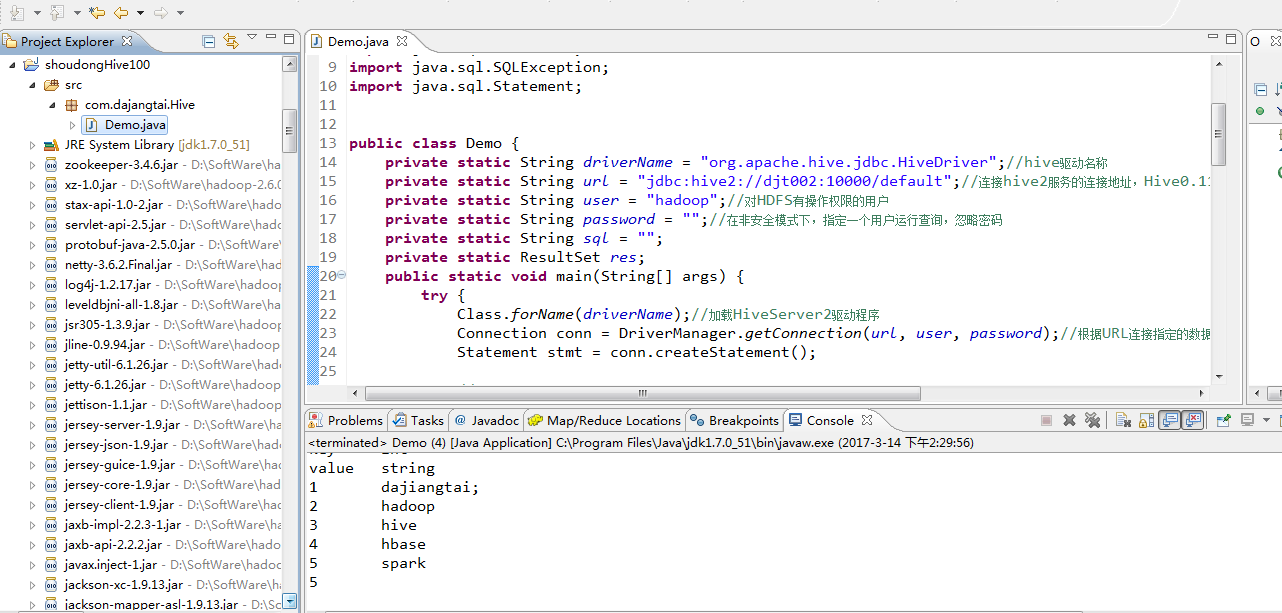 Project Explorer
shoudongHive100
src
com.dajangtai.Hive
Demo.java
JRE System Library [jdk1.7.0_51]
zookeeper-3.4.6.jar - D:\SoftWare\ha
xz-1.0.jar - D:\SoftWare\hadoop-2.6.0
stax-api-1.0-2.jar - D:\SoftWare\had
servlet-api-2.5.jar - D:\SoftWare\had
protobuf-java-2.5.0.jar - D:\SoftWare
netty-3.6.2.Final.jar - D:\SoftWare\had
log4j-1.2.17.jar - D:\SoftWare\hadoop
leveldbjni-all-1.8.jar - D:\SoftWare\had
jsr305-1.3.9.jar - D:\SoftWare\hadoop
jline-0.9.94.jar - D:\SoftWare\hadoop
jetty-util-6.1.26.jar - D:\SoftWare\had
jetty-6.1.26.jar - D:\SoftWare\hadoop
jettison-1.1.jar - D:\SoftWare\hadoop
jersey-server-1.9.jar - D:\SoftWare\had
jersey-json-1.9.jar - D:\SoftWare\hado
jersey-guice-1.9.jar - D:\SoftWare\had
jersey-core-1.9.jar - D:\SoftWare\hado
jersey-client-1.9.jar - D:\SoftWare\had
jaxb-impl-2.2.3-1.jar - D:\SoftWare\ha
jaxb-api-2.2.2.jar - D:\SoftWare\hado
javax.inject-1.jar - D:\SoftWare\hadoo
jackson-xc-1.9.13.jar - D:\SoftWare\ha
jackson-mapper-asl-1.9.13.jar - D:\So
Demo.java
9 import java.sql.SQLException;
10 import java.sql.Statement;
11
12
13 public class Demo {
14 private static String driverName = "org.apache.hive.jdbc.HiveDriver";//hive驱动名称
15 private static String url = "jdbc:hive2://djt002:10000/default";//连接hive2服务的连接地址，Hive0.11
16 private static String user = "hadoop";//对HDFS有操作权限的用户
17 private static String password = "";//在非安全模式下，指定一个用户运行查询，忽略密码
18 private static String sql = "";
19 private static ResultSet res;
20 public static void main(String[] args) {
21 try {
22 Class.forName(driverName);//加载HiveServer2驱动程序
23 Connection conn = DriverManager.getConnection(url, user, password);//根据URL连接指定的数据
24 Statement stmt = conn.createStatement();
25
O
Problems Tasks @ Javadoc Map/Reduce Locations Breakpoints Console
<terminated> Demo (4) [Java Application] C:\Program Files\Java\jdk1.7.0_51\bin\javaw.exe (2017-3-14 下午2:29:56)
value string
1 dajiangtai;
2 hadoop
3 hive
4 hbase
5 spark
5